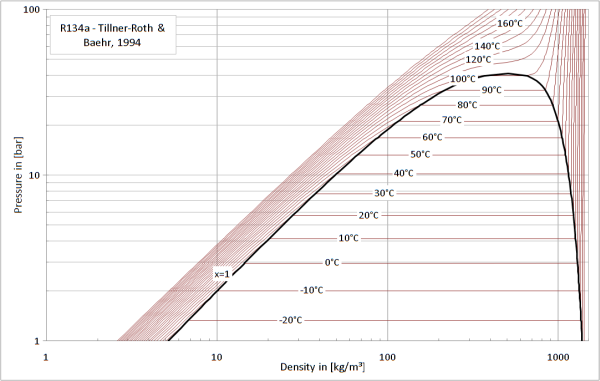 100
R134a - Tillner-Roth &
Baehr, 1994
160°C
140°C
120°C
100°C
90°C
80°C
70°C
60°C
50°C
10
40°C
30°C
20°C
10°C
0°C
x=1
-10°C
-20°C
1
1
10
100
1000
Pressure in [bar]
Density in [kg/m³]